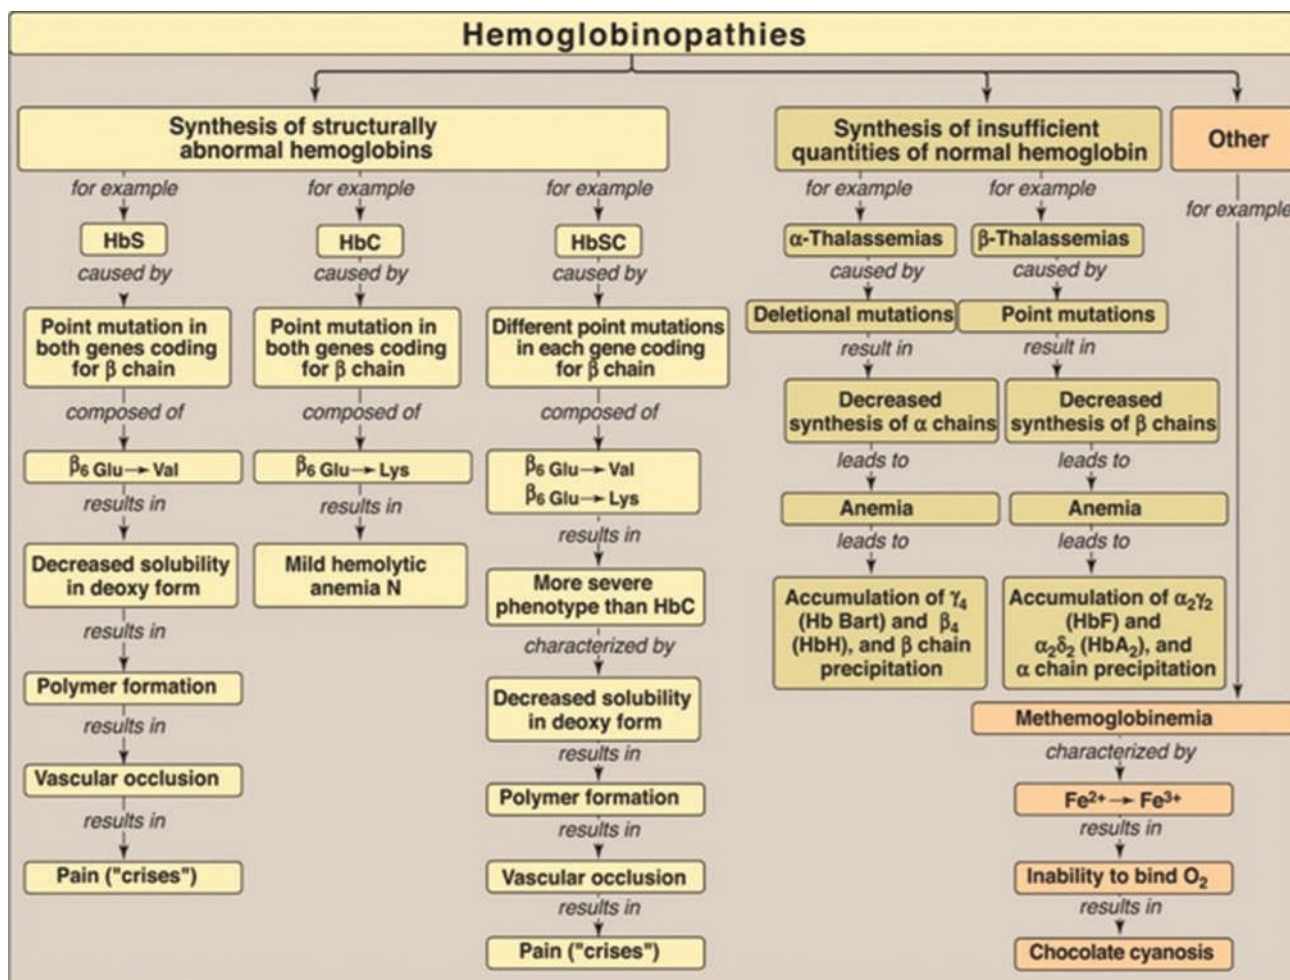 Hemoglobinopathies
Synthesis of structurally
abnormal hemoglobins
for example
HbS
caused by
Point mutation in
both genes coding
for β chain
composed of
β₆ Glu→Val
results in
Decreased solubility
in deoxy form
results in
Polymer formation
results in
Vascular occlusion
results in
Pain ("crises")
for example
HbC
caused by
Point mutation in
both genes coding
for β chain
composed of
β₆ Glu→Lys
results in
Mild hemolytic
anemia N
for example
HbSC
caused by
Different point mutations
in each gene coding
for β chain
composed of
β₆ Glu→Val
β₆ Glu→Lys
results in
More severe
phenotype than HbC
characterized by
Decreased solubility
in deoxy form
results in
Polymer formation
results in
Vascular occlusion
results in
Pain ("crises")
Synthesis of insufficient
quantities of normal hemoglobin
for example
α-Thalassemias
caused by
Deletional mutations
result in
Decreased
synthesis of α chains
leads to
Anemia
leads to
Accumulation of γ₄
(Hb Bart) and β₄
(HbH), and β chain
precipitation
for example
β-Thalassemias
caused by
Point mutations
result in
Decreased
synthesis of β chains
leads to
Anemia
leads to
Accumulation of α₂γ₂
(HbF) and
α₂δ₂ (HbA₂), and
α chain precipitation
Other
for example
Methemoglobinemia
characterized by
Fe²⁺→Fe³⁺
results in
Inability to bind O₂
results in
Chocolate cyanosis